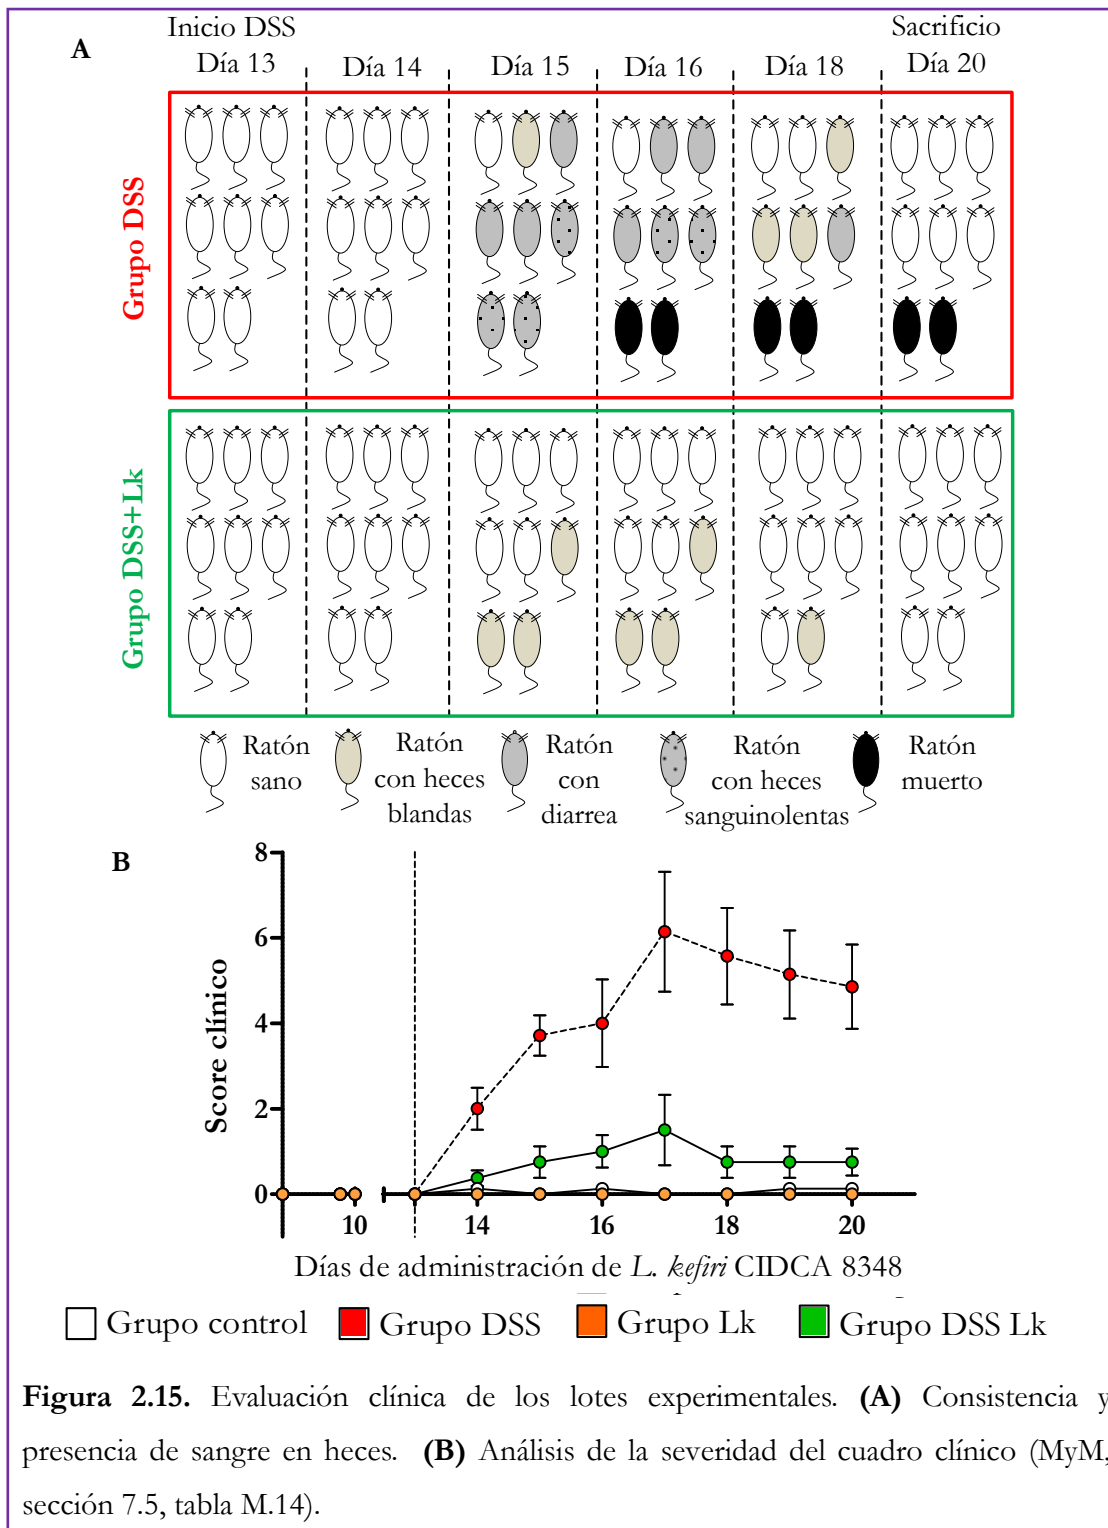 A
Inicio DSS
Día 13
Día 14
Día 15
Día 16
Día 18
Sacrificio
Día 20
Grupo DSS
Grupo DSS+Lk
Ratón
sano
Ratón
con heces
blandas
Ratón
con
diarrea
Ratón
con heces
sanguinolentas
Ratón
muerto
B
Score clínico
8
6
4
2
0
10
14
16
18
20
Días de administración de L. kefiri CIDCA 8348
Grupo control
Grupo DSS
Grupo Lk
Grupo DSS Lk
Figura 2.15. Evaluación clínica de los lotes experimentales. (A) Consistencia y
presencia de sangre en heces. (B) Análisis de la severidad del cuadro clínico (MyM,
sección 7.5, tabla M.14).